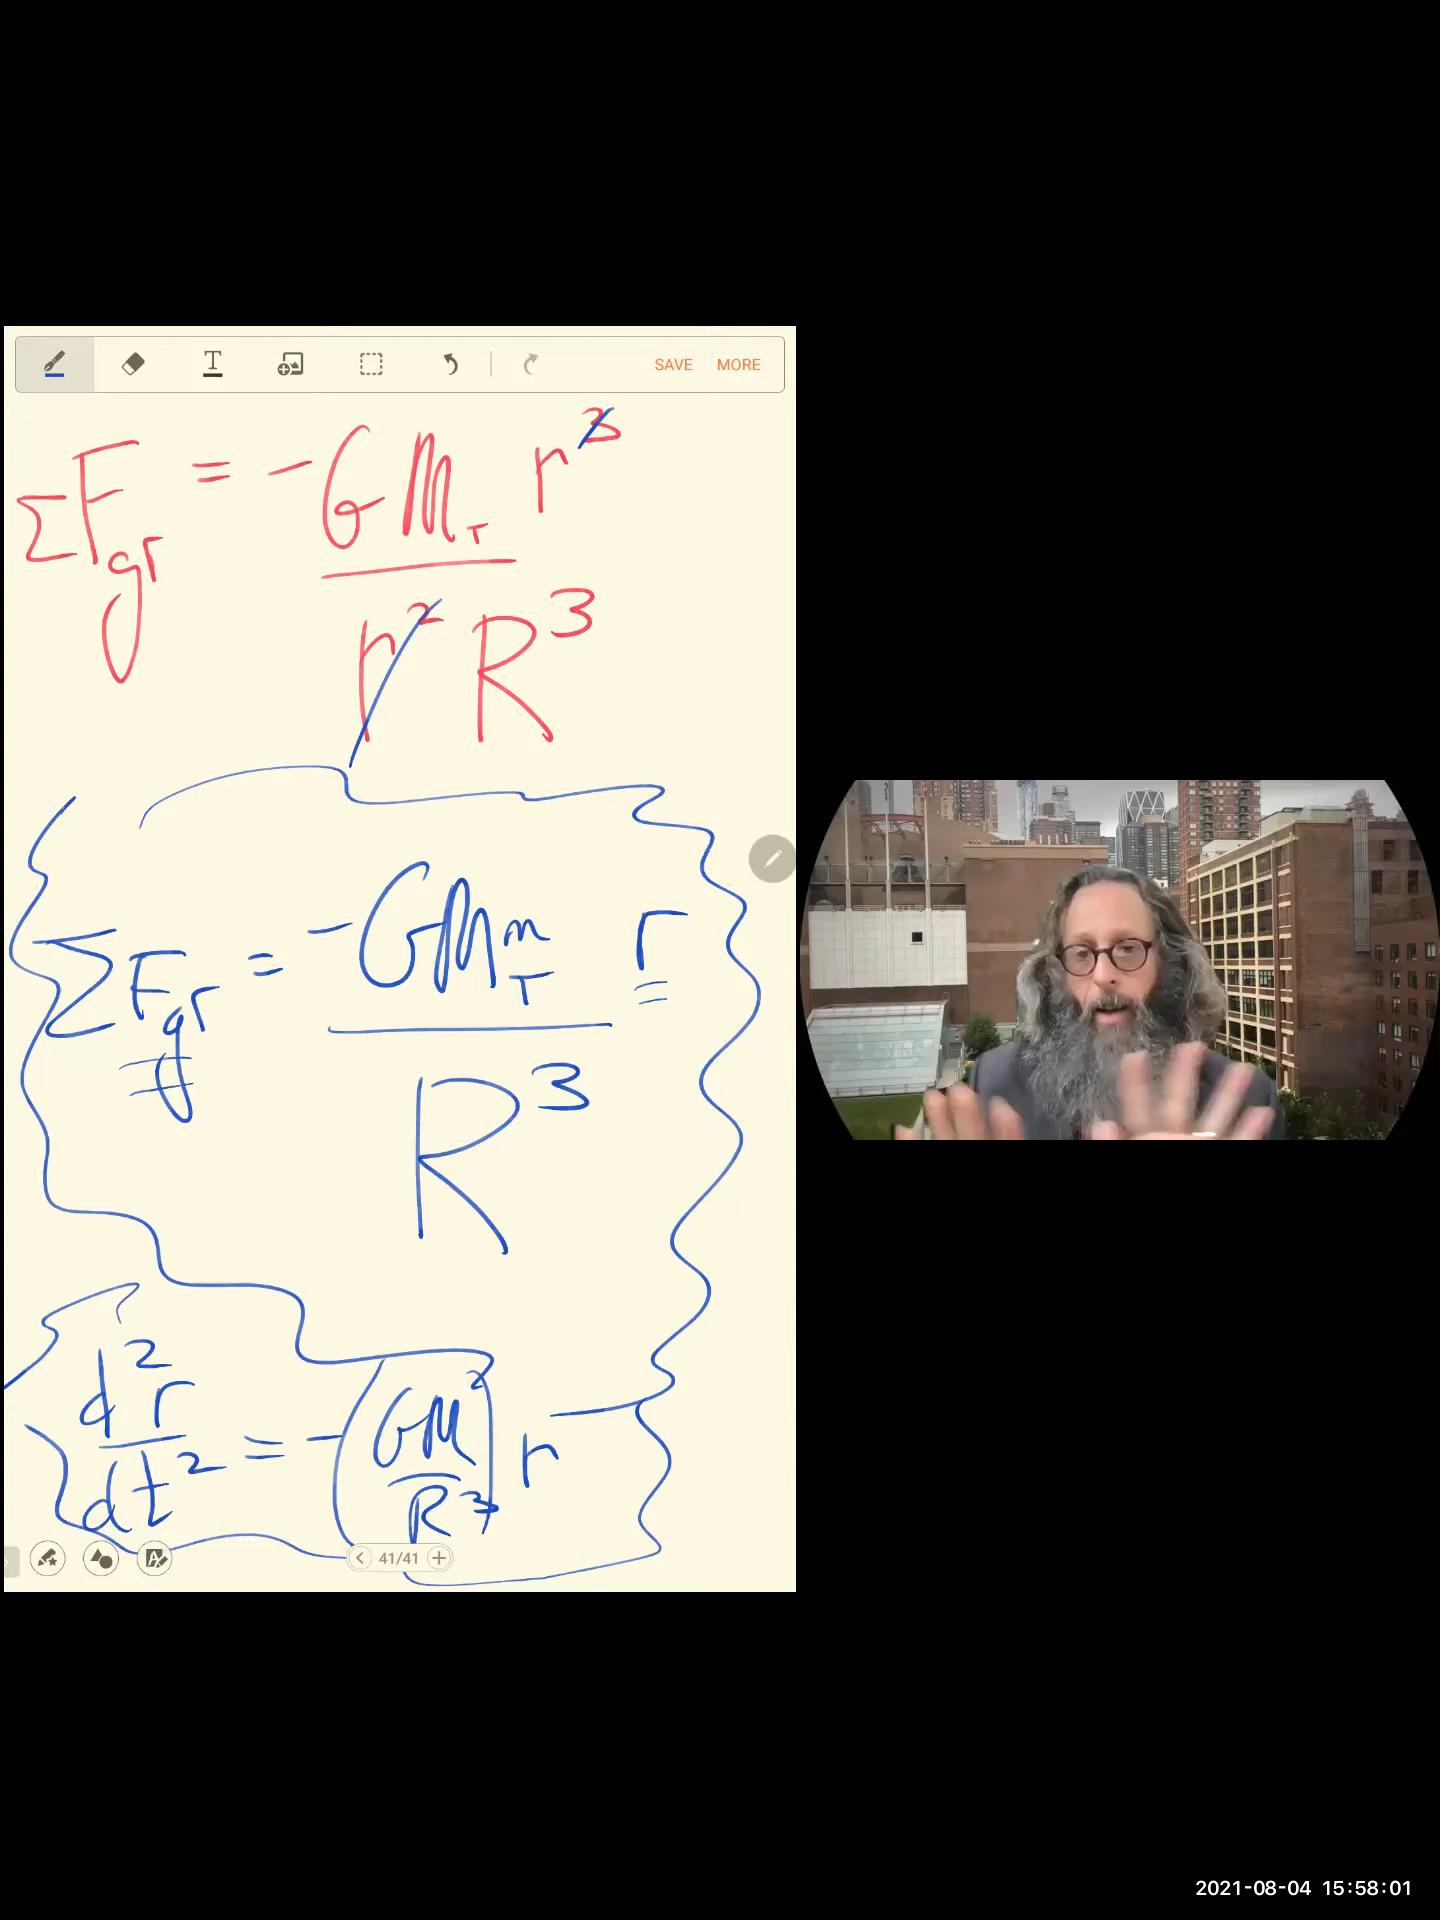 T SAVE MORE
ΣF_gr = -GM_T r^3
r^2 R^3
ΣF_gr = -GM_T m r
R^3
d^2r = -(GM^2) r
dt^2 R^3
A
41/41
2021-08-04 15:58:01